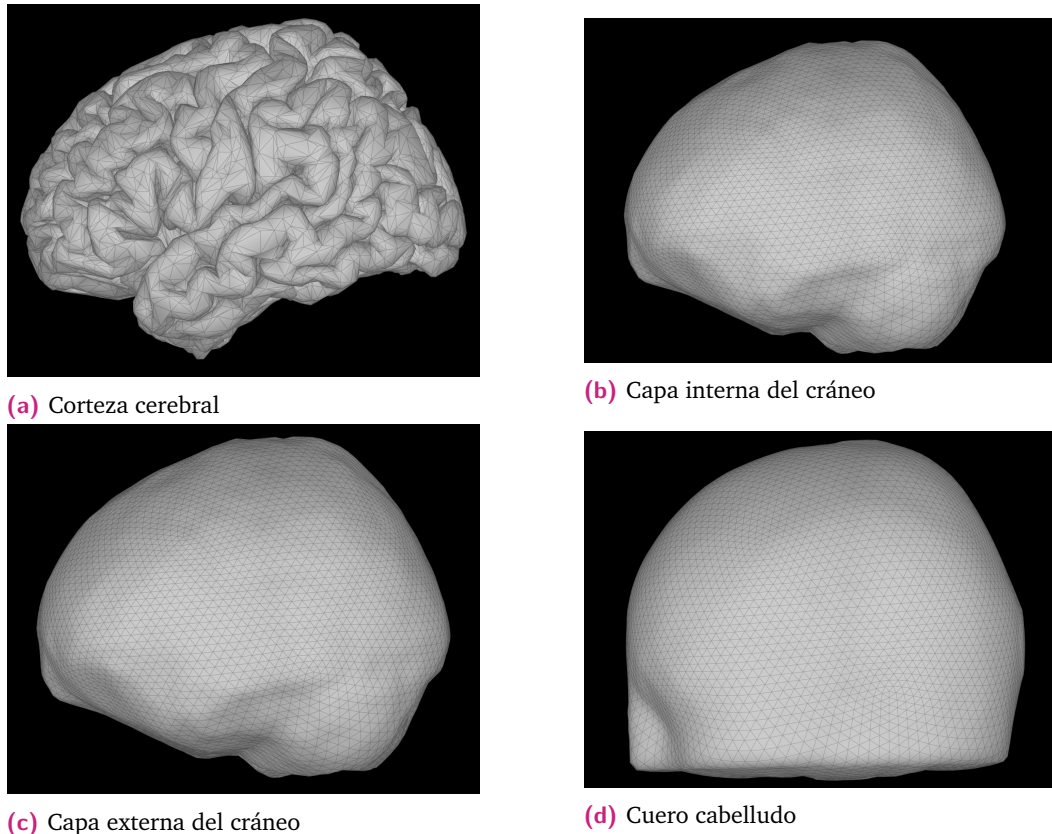 (a) Corteza cerebral
(b) Capa interna del cráneo
(c) Capa externa del cráneo
(d) Cuero cabelludo